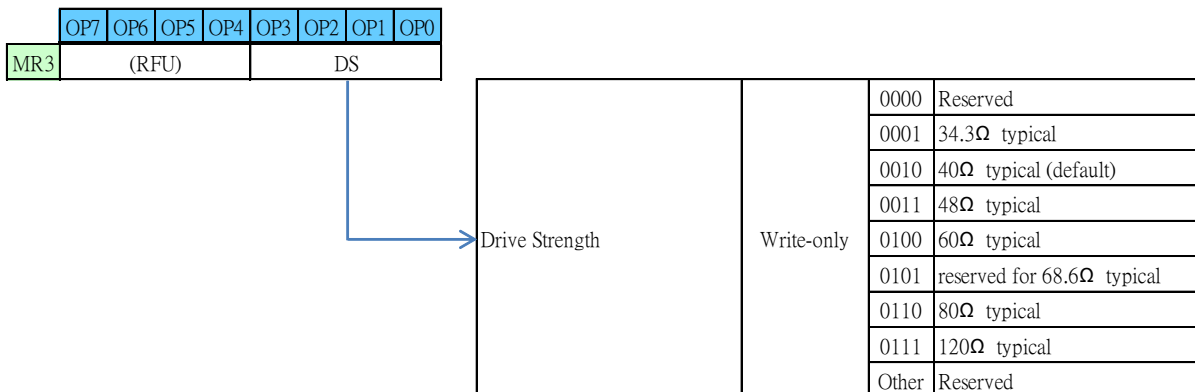 OP7 OP6 OP5 OP4 OP3 OP2 OP1 OP0
MR3 (RFU) DS
0000 Reserved
0001 34.3Ω typical
0010 40Ω typical (default)
0011 48Ω typical
Drive Strength Write-only 0100 60Ω typical
0101 reserved for 68.6Ω typical
0110 80Ω typical
0111 120Ω typical
Other Reserved